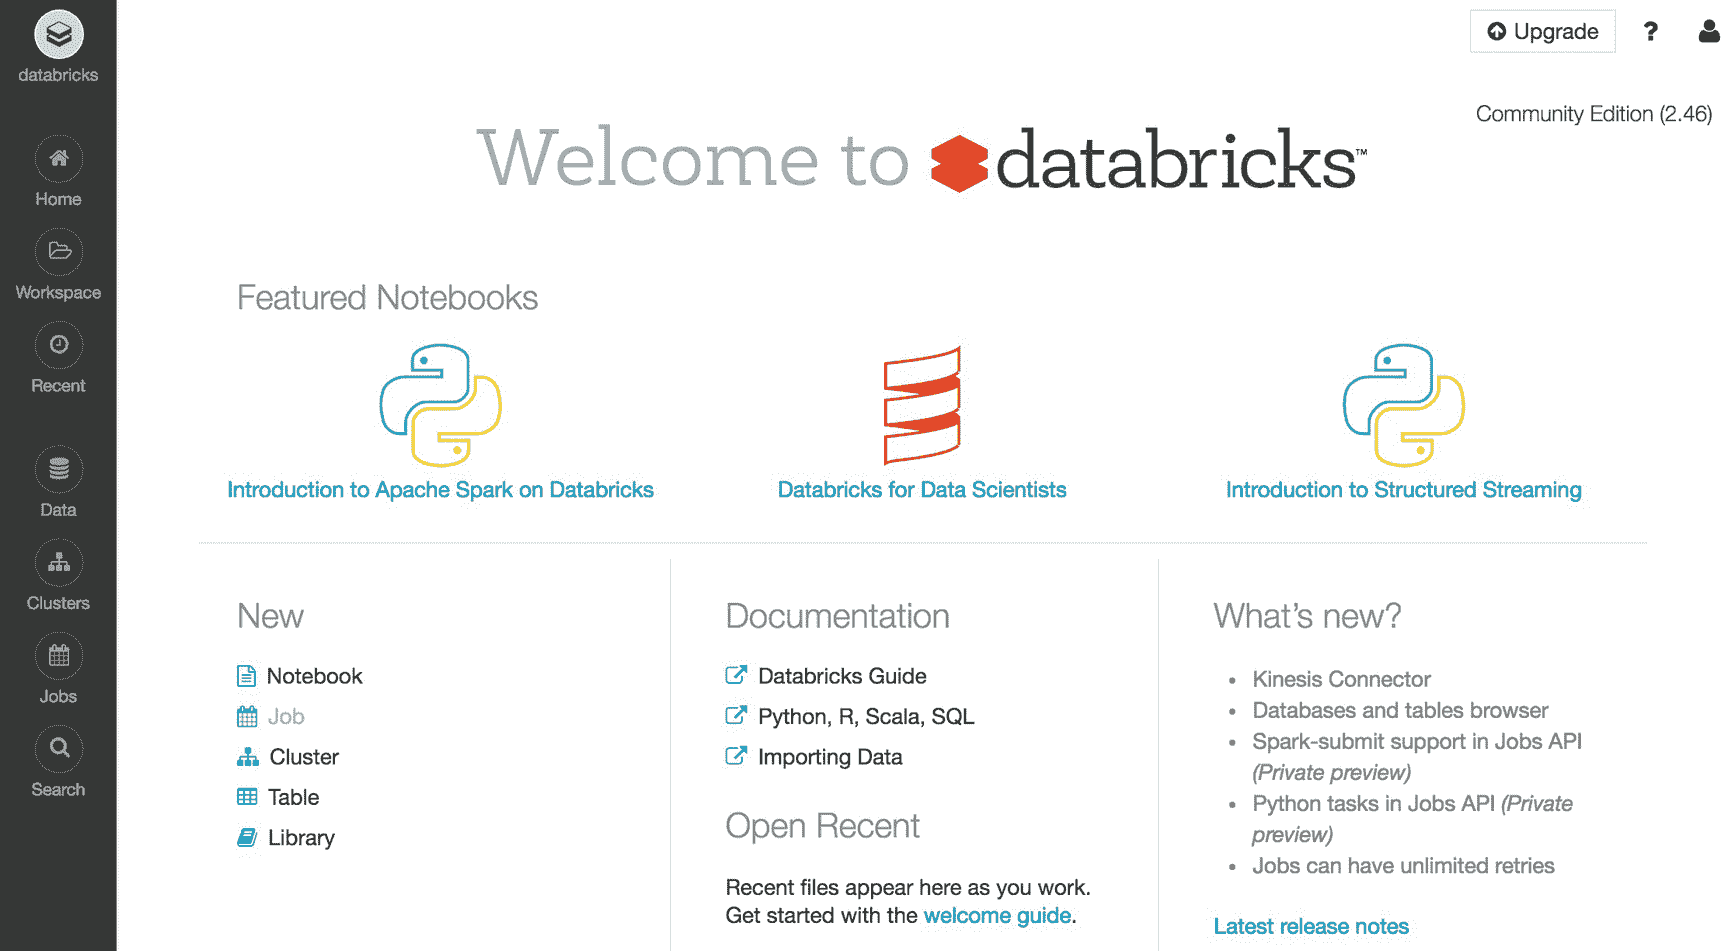 databricks
Home
Workspace
Recent
Data
Clusters
Jobs
Search
Upgrade ?
Community Edition (2.46)
Welcome to databricks™
Featured Notebooks
Introduction to Apache Spark on Databricks
Databricks for Data Scientists
Introduction to Structured Streaming
New
Notebook
Job
Cluster
Table
Library
Documentation
Databricks Guide
Python, R, Scala, SQL
Importing Data
Open Recent
Recent files appear here as you work.
Get started with the welcome guide.
What's new?
Kinesis Connector
Databases and tables browser
Spark-submit support in Jobs API
(Private preview)
Python tasks in Jobs API (Private
preview)
Jobs can have unlimited retries
Latest release notes